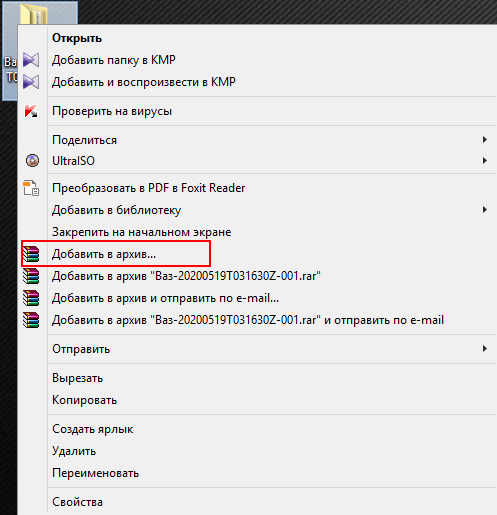 Ва
ТС
Открыть
Добавить папку в KMP
Добавить и воспроизвести в KMP
Проверить на вирусы
Поделиться
UltraISO
Преобразовать в PDF в Foxit Reader
Добавить в библиотеку
Закрепить на начальном экране
Добавить в архив...
Добавить в архив "Ваз-20200519T031630Z-001.rar"
Добавить в архив и отправить по e-mail...
Добавить в архив "Ваз-20200519T031630Z-001.rar" и отправить по e-mail
Отправить
Вырезать
Копировать
Создать ярлык
Удалить
Переименовать
Свойства